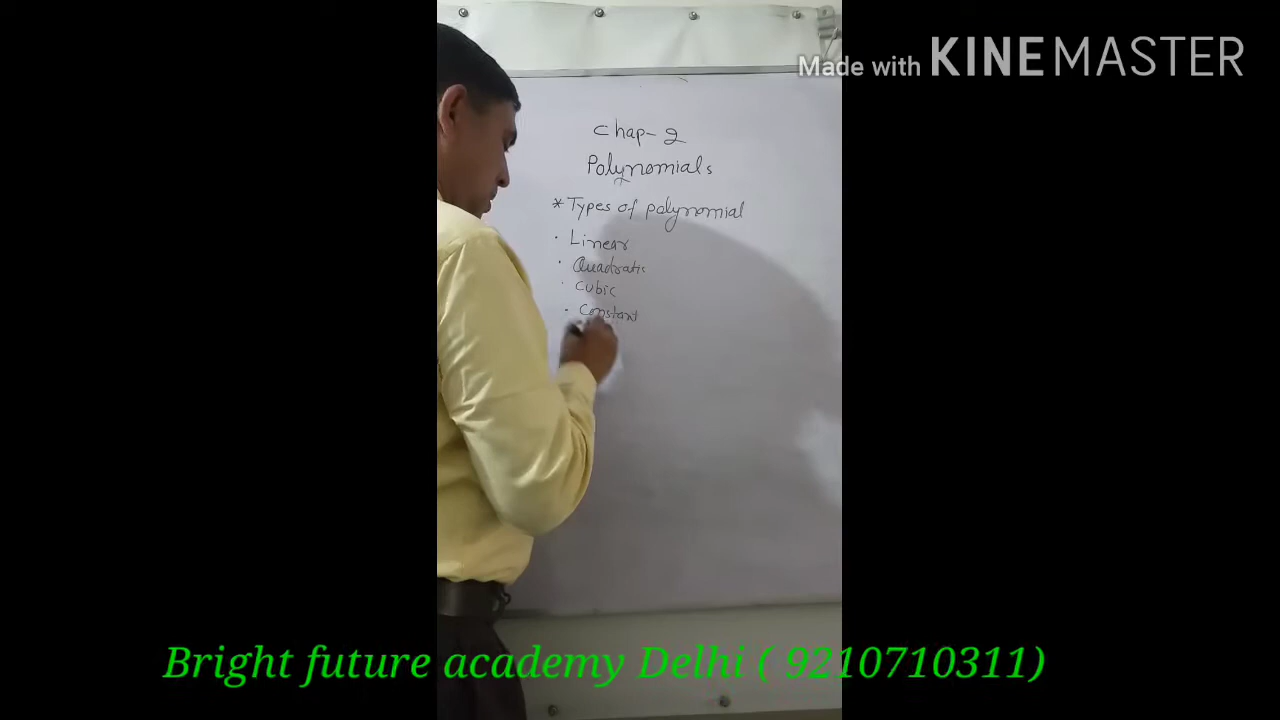 Made with KINEMASTER
Chap- 2
Polynomials
* Types of polynomial
· Linear
· Quadratic
· Cubic
· Constant
Bright future academy Delhi ( 9210710311)